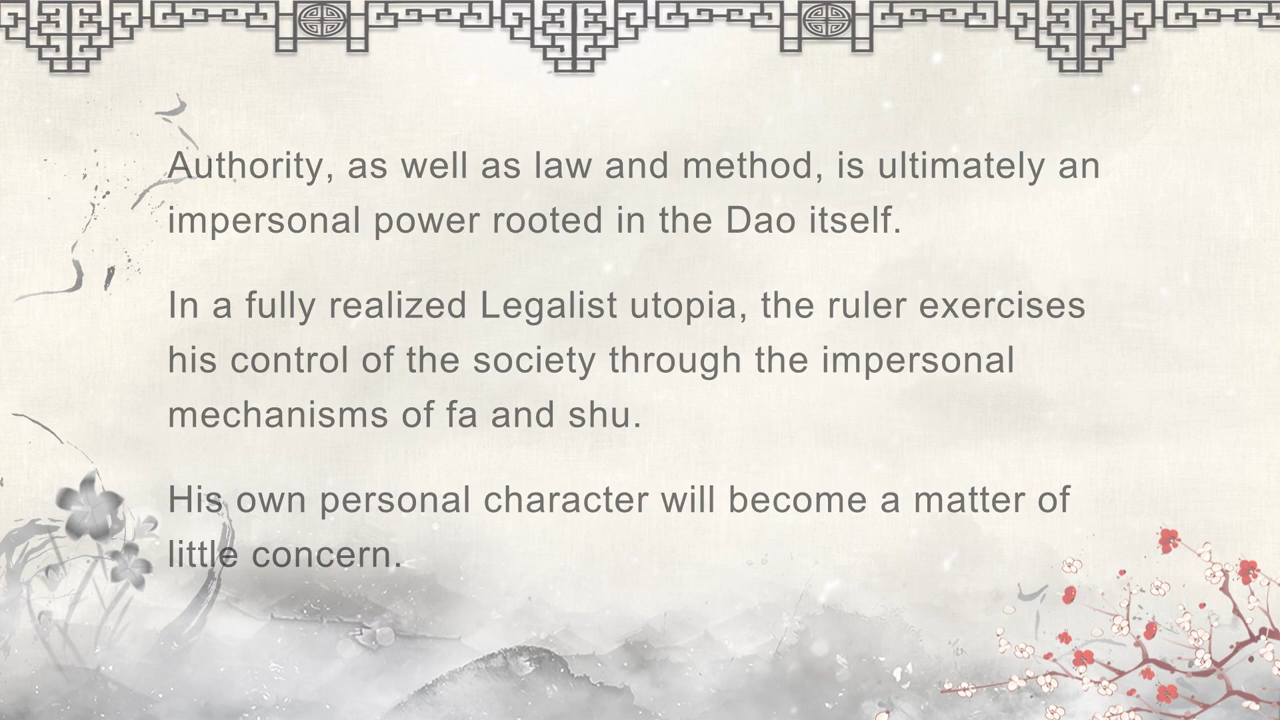 Authority, as well as law and method, is ultimately an
impersonal power rooted in the Dao itself.
In a fully realized Legalist utopia, the ruler exercises
his control of the society through the impersonal
mechanisms of fa and shu.
His own personal character will become a matter of
little concern.